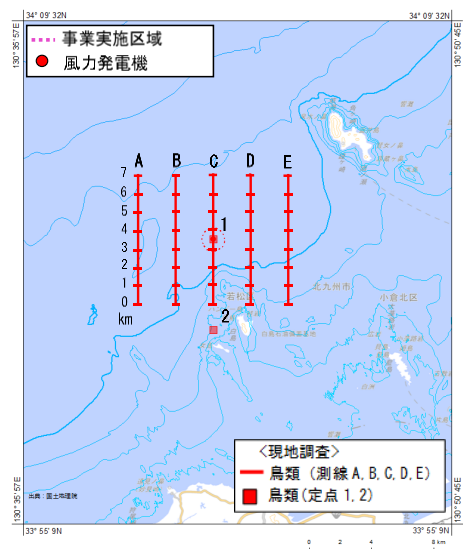 34° 09' 32N
34° 09' 32N
130° 35' 57E
130° 50' 45E
事業実施区域
風力発電機
A B C D E
7
6
5
4
3
2
1
0
km
1
2
若松区
北九州市
小倉北区
<現地調査>
鳥類 (測線 A, B, C, D, E)
鳥類(定点 1, 2)
出典:国土地理院
130° 35' 57E
130° 50' 45E
33° 55' 9N
33° 55' 9N
0 2 4 8 km